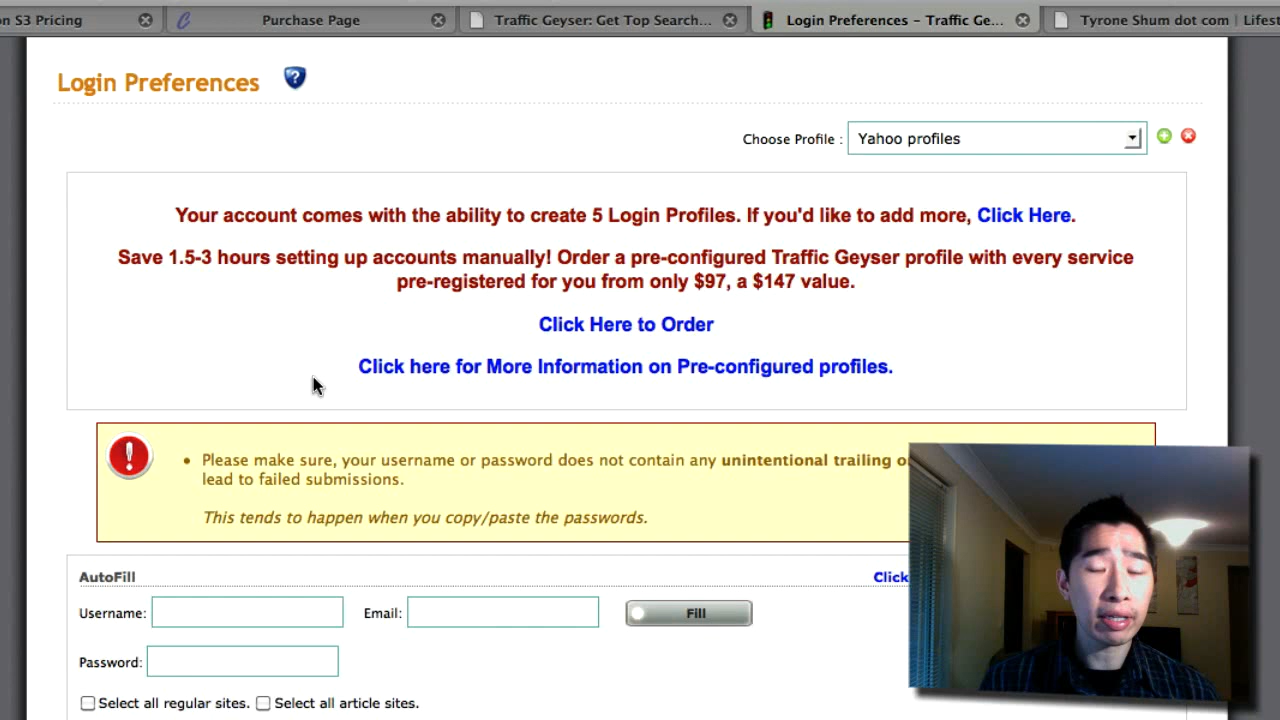 on S3 Pricing
Purchase Page
Traffic Geyser: Get Top Search...
Login Preferences – Traffic Ge...
Tyrone Shum dot com | Lifest
Login Preferences
?
Choose Profile :
Yahoo profiles
Your account comes with the ability to create 5 Login Profiles. If you'd like to add more, Click Here.
Save 1.5-3 hours setting up accounts manually! Order a pre-configured Traffic Geyser profile with every service
pre-registered for you from only $97, a $147 value.
Click Here to Order
Click here for More Information on Pre-configured profiles.
• Please make sure, your username or password does not contain any unintentional trailing
lead to failed submissions.
This tends to happen when you copy/paste the passwords.
AutoFill
Click
Username:
Email:
Fill
Password:
Select all regular sites.
Select all article sites.